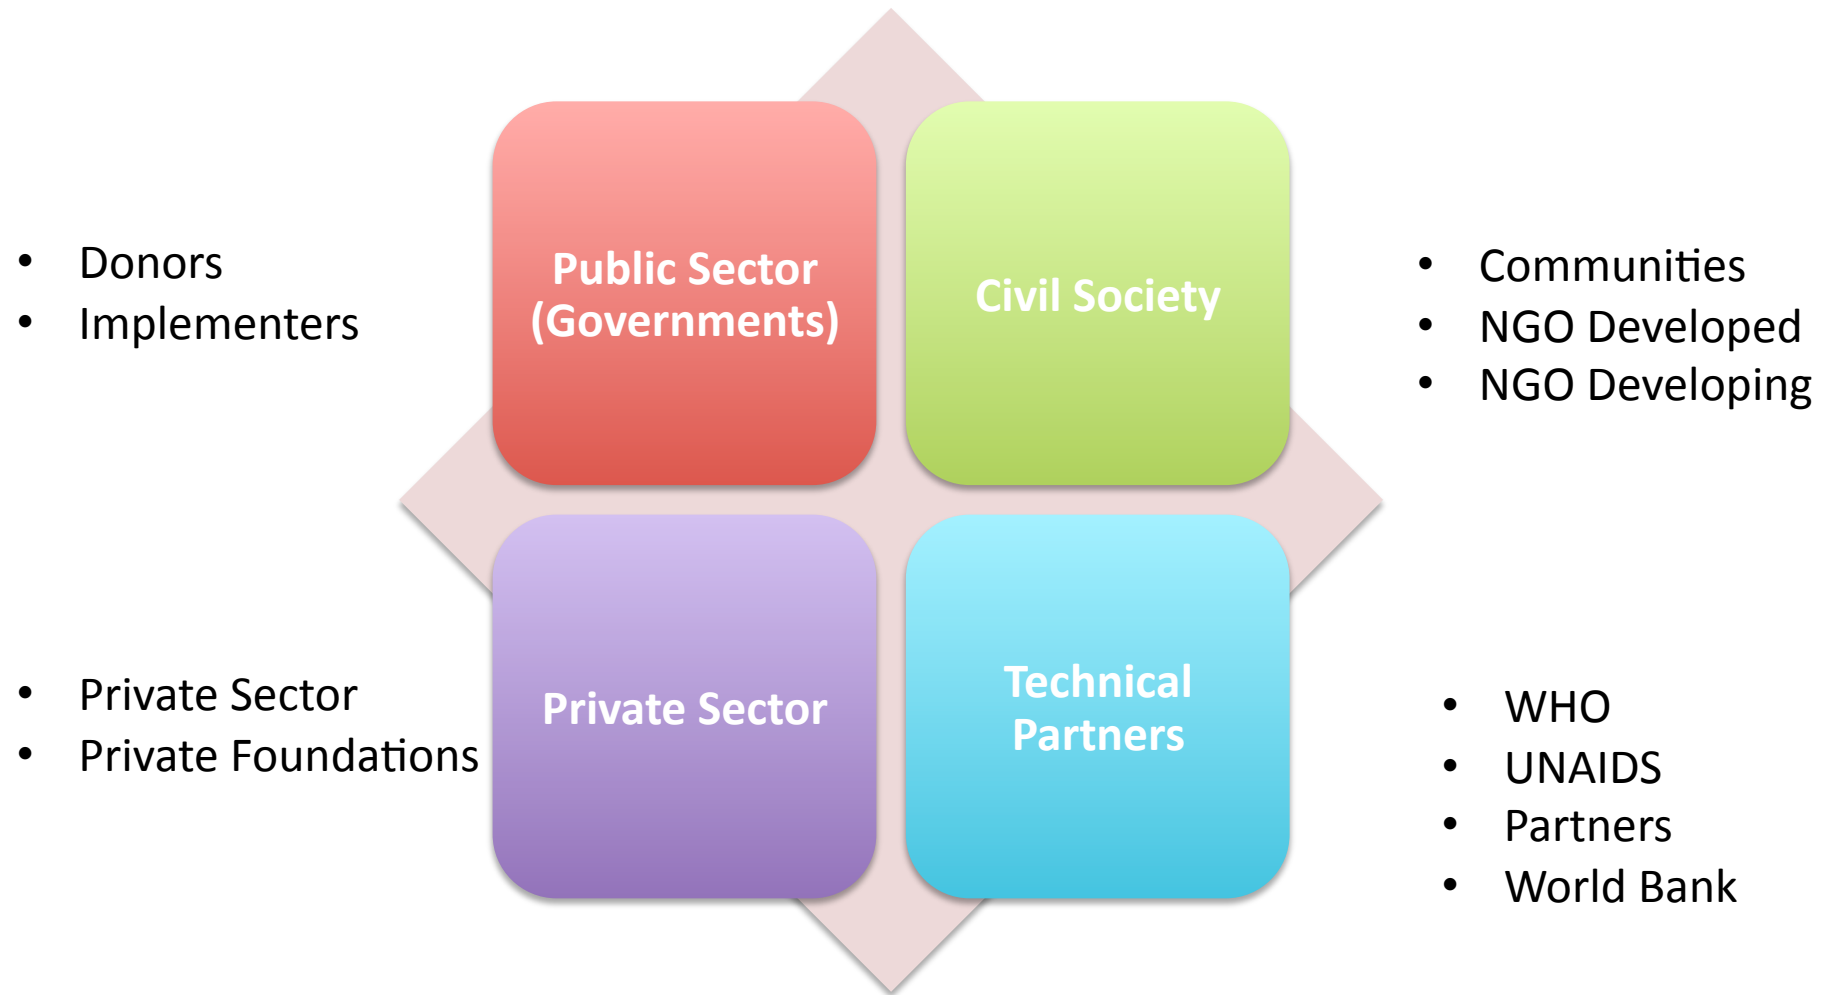 • Donors
• Implementers
Public Sector
(Governments)
Civil Society
• Communities
• NGO Developed
• NGO Developing
• Private Sector
• Private Foundations
Private Sector
Technical
Partners
• WHO
• UNAIDS
• Partners
• World Bank